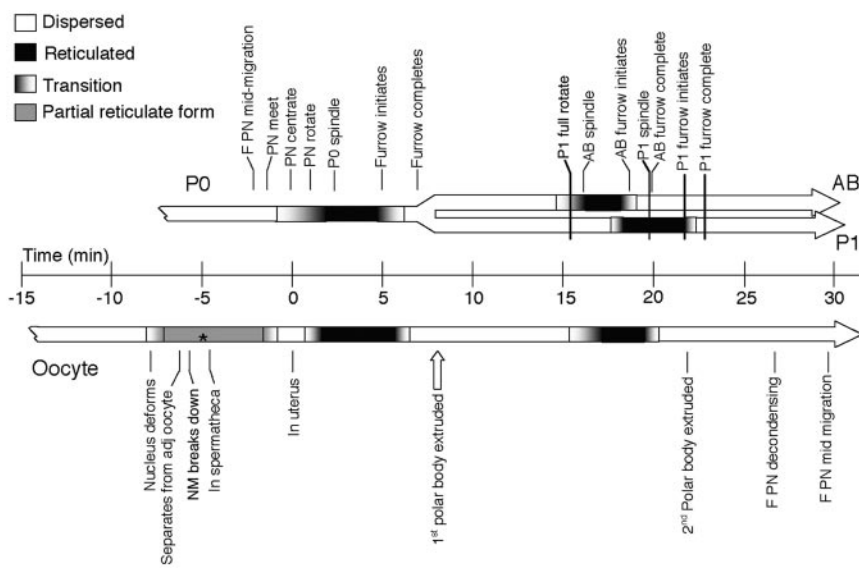 Dispersed
Reticulated
Transition
Partial reticulate form
F PN mid-migration
PN meet
PN centrate
PN rotate
P0 spindle
Furrow initiates
Furrow completes
P1 full rotate
AB spindle
AB furrow initiates
P1 spindle
AB furrow complete
P1 furrow initiates
P1 furrow complete
P0
AB
P1
Time (min)
-15 -10 -5 0 5 10 15 20 25 30
*
Oocyte
Nucleus deforms
Separates from adj oocyte
NM breaks down
In spermatheca
In uterus
1st polar body extruded
2nd Polar body extruded
F PN decondensing
F PN mid migration